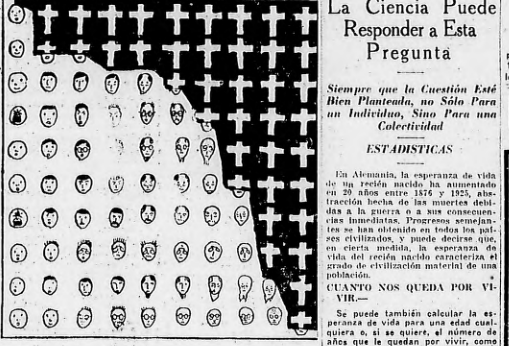 La Ciencia Puede
Responder a Esta
Pregunta
Siempre que la Cuestión Esté
Bien Planteada, no Sólo Para
un Individuo, Sino Para una
Colectividad
ESTADISTICAS
En Alemania, la esperanza de vida
de un recién nacido ha aumentado
en 20 años entre 1876 y 1925, abs-
tracción hecha de las muertes debi-
das a la guerra o a sus consecuen-
cias inmediatas. Progresos semejan-
tes se han obtenido en todos los paí-
ses civilizados, y puede decirse que,
en cierta medida, la esperanza de
vida del recién nacido caracteriza el
grado de civilización material de una
población.
CUANTO NOS QUEDA POR VI-
VIR.—
Se puede también calcular la es-
peranza de vida para una edad cual-
quiera o, si se quiere, el número de
años que le quedan por vivir, como